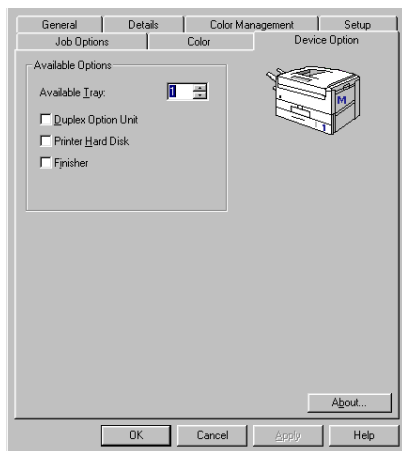 General Details Color Management Setup
Job Options Color Device Option
Available Options
Available Tray: 1
Duplex Option Unit
Printer Hard Disk
Finisher
M
1
About...
OK Cancel Apply Help